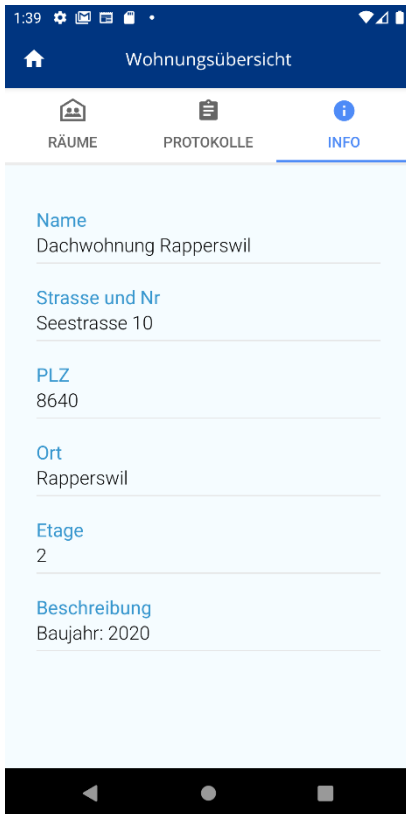 1:39
Wohnungsübersicht
RÄUME PROTOKOLLE INFO
Name
Dachwohnung Rapperswil
Strasse und Nr
Seestrasse 10
PLZ
8640
Ort
Rapperswil
Etage
2
Beschreibung
Baujahr: 2020